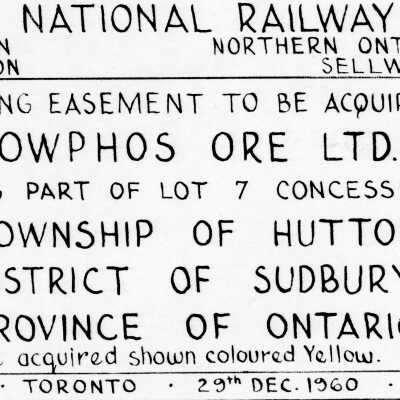 NATIONAL RAILWAY
N NORTHERN ONT
ON SELLW
NG EASEMENT TO BE ACQUIR
OWPHOS ORE LTD.
PART OF LOT 7 CONCESS
OWNSHIP OF HUTTO
STRICT OF SUDBURY
ROVINCE OF ONTARIO
acquired shown coloured Yellow.
· TORONTO · 29th DEC. 1960 ·